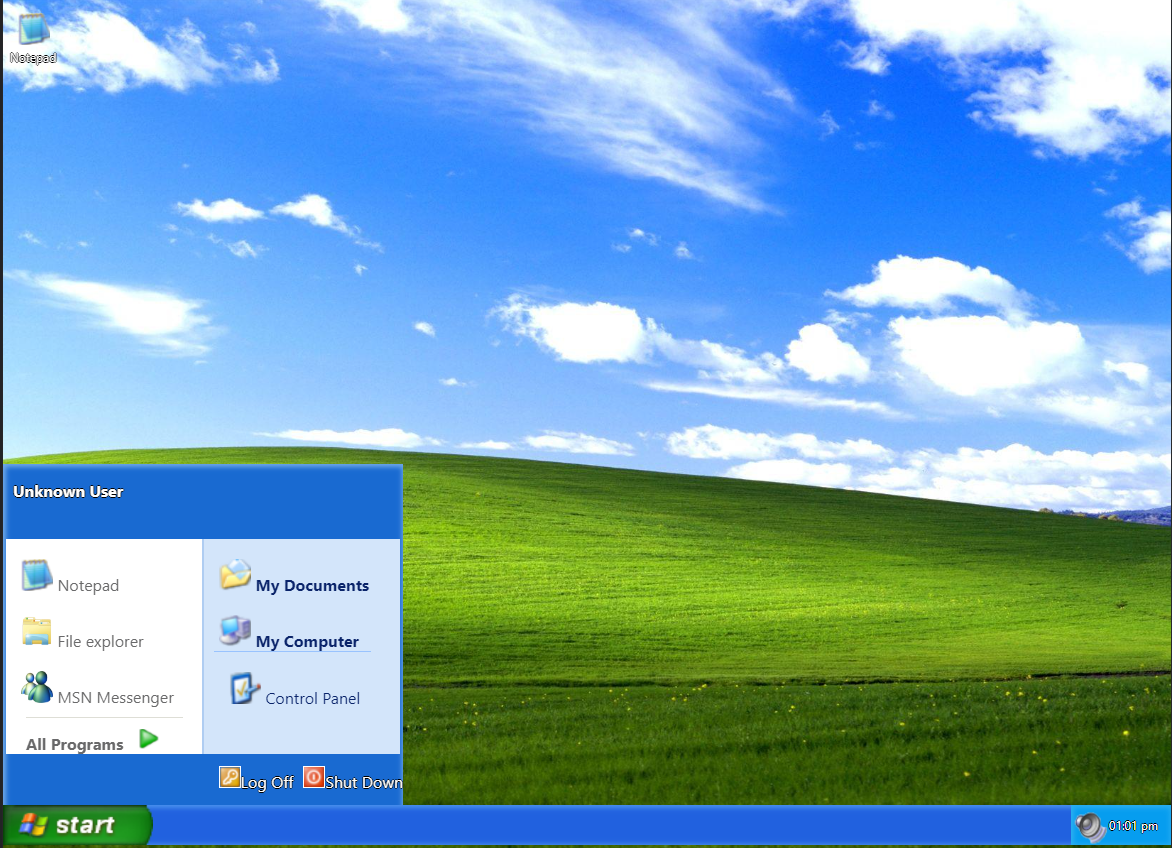 Notepad
Unknown User
Notepad
My Documents
File explorer
My Computer
MSN Messenger
Control Panel
All Programs
Log Off
Shut Down
start
01:01 pm